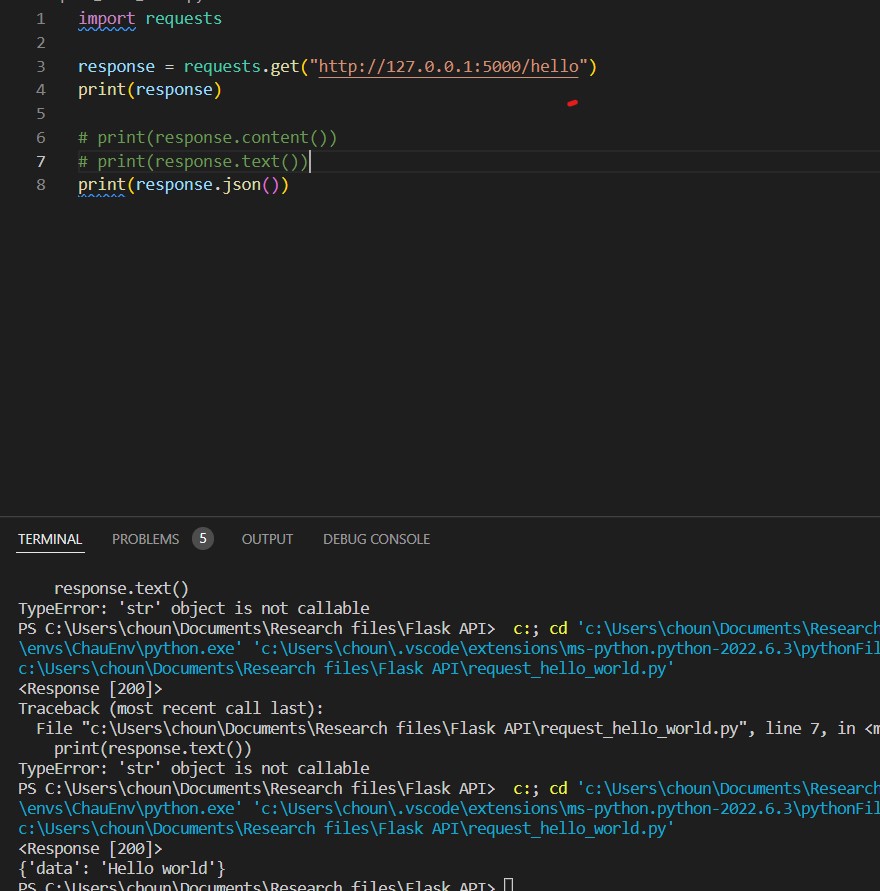 1 import requests
2
3 response = requests.get("http://127.0.0.1:5000/hello")
4 print(response)
5
6 # print(response.content())
7 # print(response.text())
8 print(response.json())
TERMINAL PROBLEMS 5 OUTPUT DEBUG CONSOLE
response.text()
TypeError: 'str' object is not callable
PS C:\Users\choun\Documents\Research files\Flask API> c:; cd 'c:\Users\choun\Documents\Research
\envs\ChauEnv\python.exe' 'c:\Users\choun\.vscode\extensions\ms-python.python-2022.6.3\pythonFil
c:\Users\choun\Documents\Research files\Flask API\request_hello_world.py'
<Response [200]>
Traceback (most recent call last):
File "c:\Users\choun\Documents\Research files\Flask API\request_hello_world.py", line 7, in <m
print(response.text())
TypeError: 'str' object is not callable
PS C:\Users\choun\Documents\Research files\Flask API> c:; cd 'c:\Users\choun\Documents\Research
\envs\ChauEnv\python.exe' 'c:\Users\choun\.vscode\extensions\ms-python.python-2022.6.3\pythonFil
c:\Users\choun\Documents\Research files\Flask API\request_hello_world.py'
<Response [200]>
{'data': 'Hello world'}
PS C:\Users\choun\Documents\Research files\Flask API>